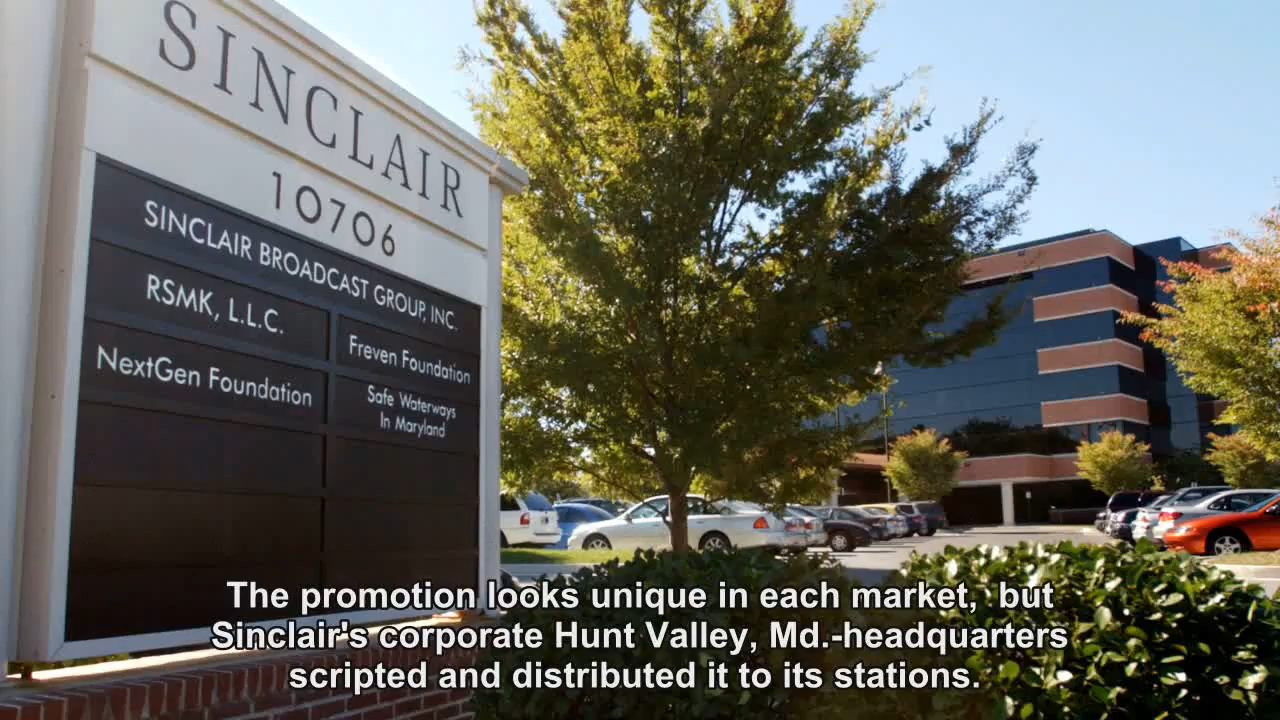 SINCLAIR
10706
SINCLAIR BROADCAST GROUP, INC.
RSMK, L.L.C.
Freven Foundation
NextGen Foundation
Safe Waterways
In Maryland
The promotion looks unique in each market,  but
Sinclair's corporate Hunt Valley, Md.-headquarters
scripted and distributed it to its stations.